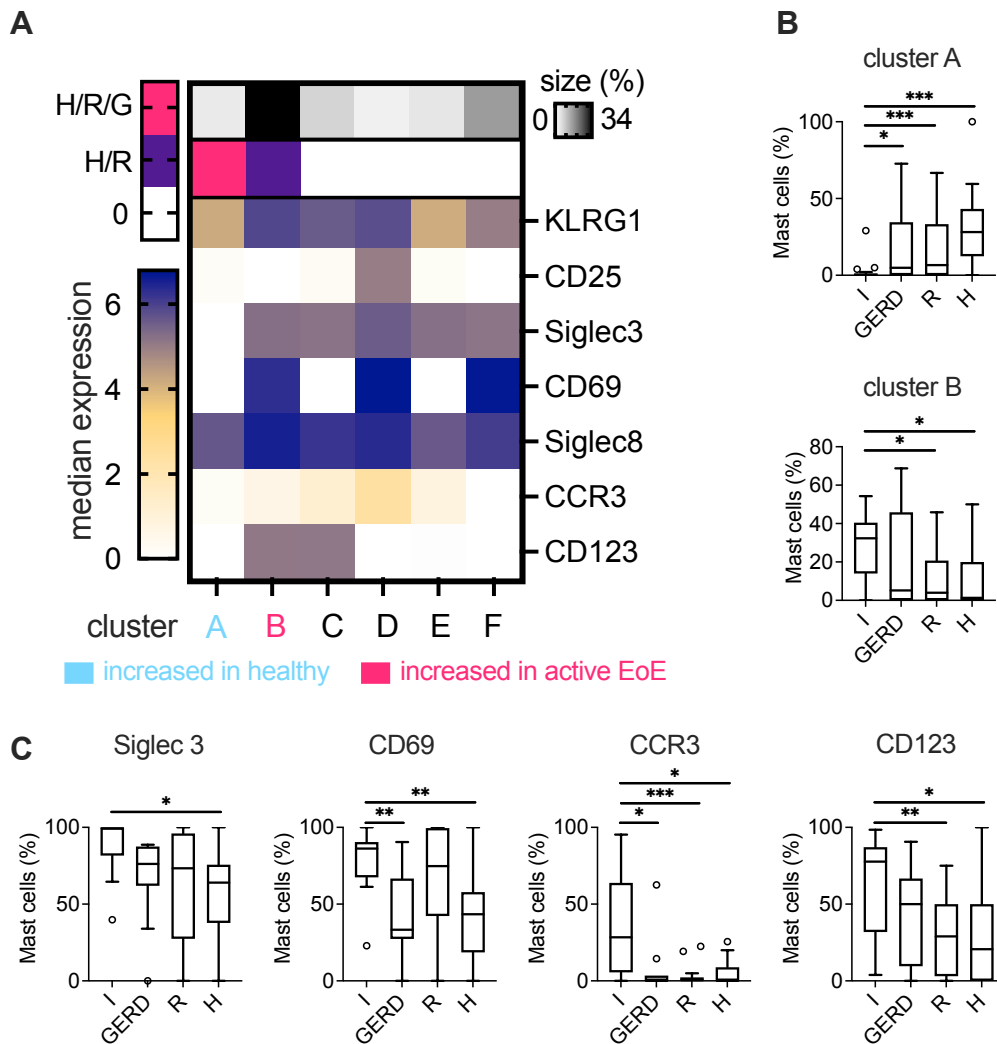 A
H/R/G
H/R
0
size (%)
0 34
median expression
6
4
2
0
KLRG1
CD25
Siglec3
CD69
Siglec8
CCR3
CD123
cluster A B C D E F
increased in healthy
increased in active EoE
B
cluster A
***
***
*
Mast cells (%)
100
50
0
I GERD R H
cluster B
*
*
Mast cells (%)
80
60
40
20
0
I GERD R H
C
Siglec 3
*
Mast cells (%)
100
50
0
I GERD R H
CD69
**
**
Mast cells (%)
100
50
0
I GERD R H
CCR3
*
***
*
Mast cells (%)
100
50
0
I GERD R H
CD123
*
**
Mast cells (%)
100
50
0
I GERD R H